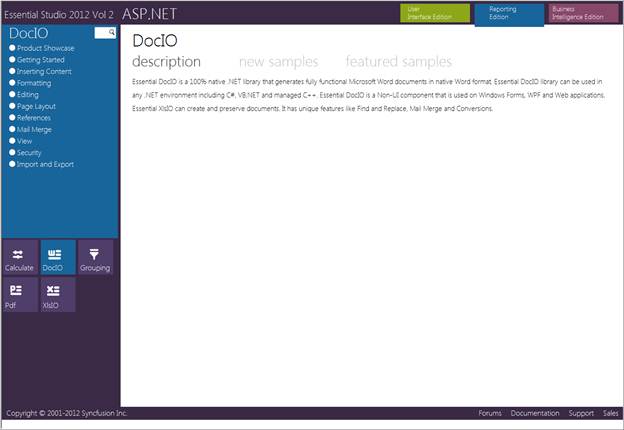 Essential Studio 2012 Vol 2 ASP.NET
User
Interface Edition
Reporting
Edition
Business
Intelligence Edition
DocIO
Product Showcase
Getting Started
Inserting Content
Formatting
Editing
Page Layout
References
Mail Merge
View
Security
Import and Export
Calculate
DocIO
Grouping
Pdf
XlsIO
DocIO
description new samples featured samples
Essential DocIO is a 100% native .NET library that generates fully functional Microsoft Word documents in native Word format. Essential DocIO library can be used in
any .NET environment including C#, VB.NET and managed C++. Essential DocIO is a Non-UI component that is used on Windows Forms, WPF and Web applications.
Essential XlsIO can create and preserve documents. It has unique features like Find and Replace, Mail Merge and Conversions.
Copyright © 2001-2012 Syncfusion Inc.
Forums Documentation Support Sales